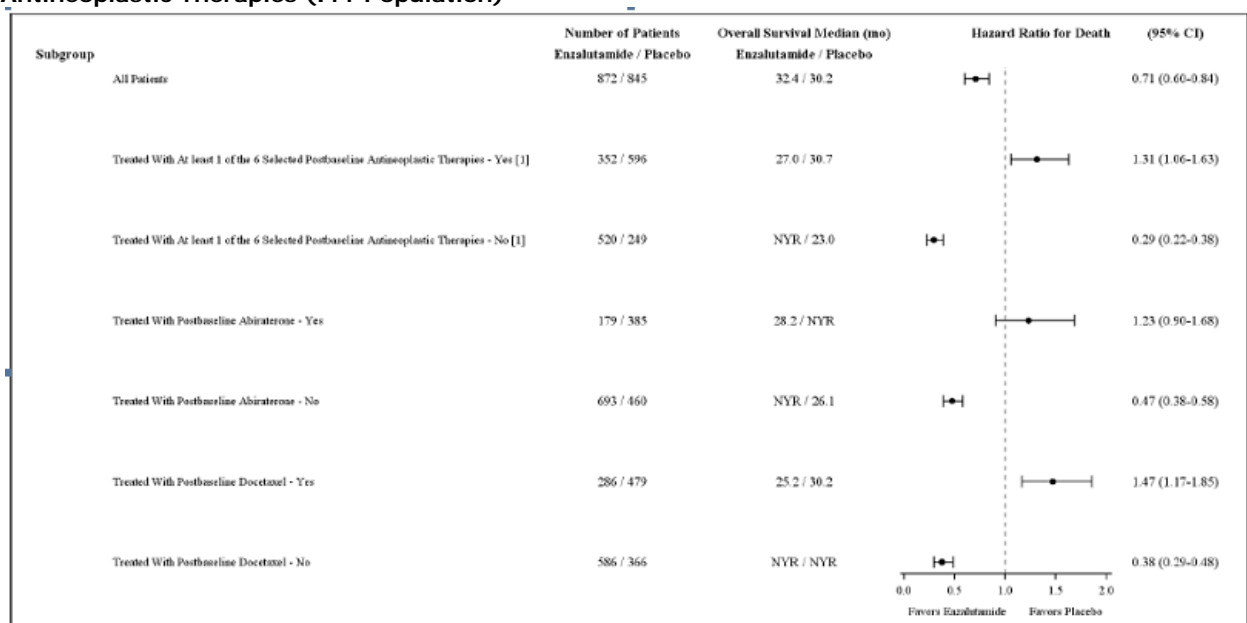 Antineoplastic Therapies (ITT Population)
Number of Patients Overall Survival Median (mo) Hazard Ratio for Death (95% CI)
Subgroup Enzalutamide / Placebo Enzalutamide / Placebo
All Patients 872 / 845 32.4 / 30.2 0.71 (0.60-0.84)
Treated With At least 1 of the 6 Selected Postbaseline Antineoplastic Therapies - Yes [1] 352 / 596 27.0 / 30.7 1.31 (1.06-1.63)
Treated With At least 1 of the 6 Selected Postbaseline Antineoplastic Therapies - No [1] 520 / 249 NYR / 23.0 0.29 (0.22-0.38)
Treated With Postbaseline Abiraterone - Yes 179 / 385 28.2 / NYR 1.23 (0.90-1.68)
Treated With Postbaseline Abiraterone - No 693 / 460 NYR / 26.1 0.47 (0.38-0.58)
Treated With Postbaseline Docetaxel - Yes 286 / 479 25.2 / 30.2 1.47 (1.17-1.85)
Treated With Postbaseline Docetaxel - No 586 / 366 NYR / NYR 0.38 (0.29-0.48)
0.0 0.5 1.0 1.5 2.0
Favors Enzalutamide Favors Placebo